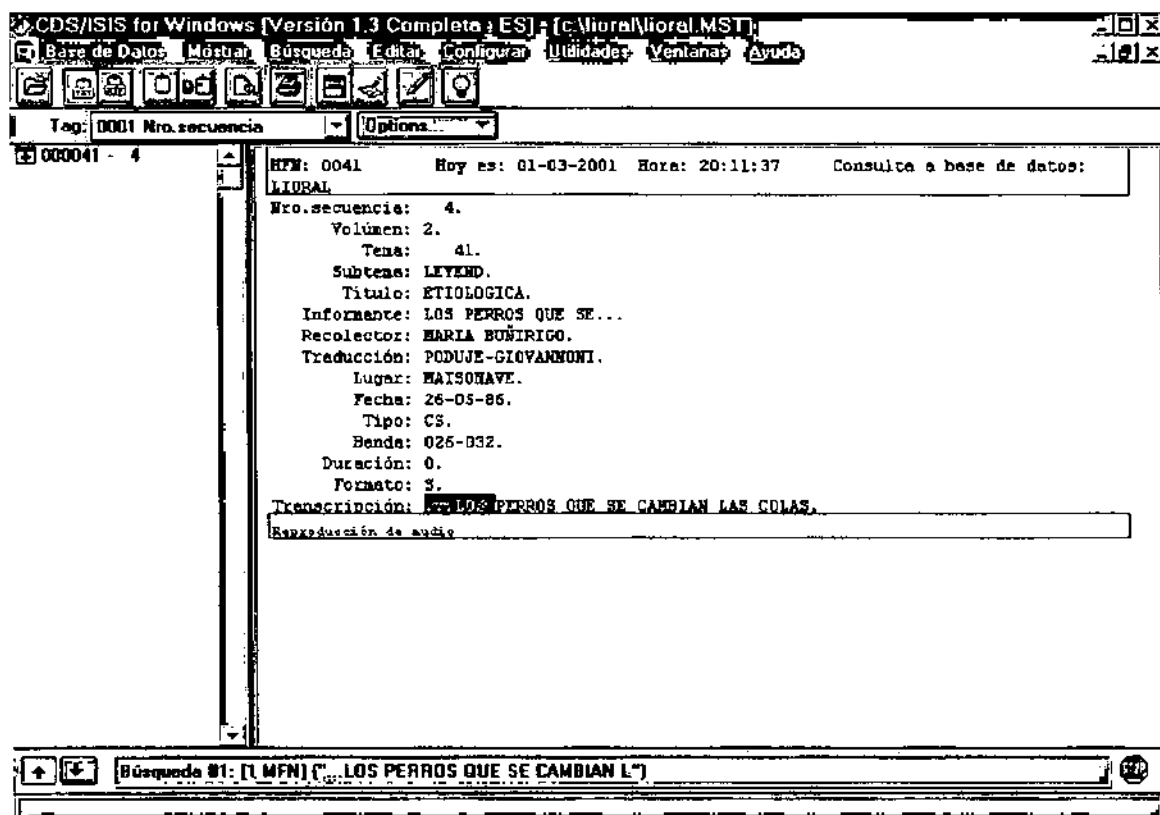 CDS/ISIS for Windows [Versión 1.3 Completa ; ES] - [c:\lioral\lioral.MST]
Base de Datos Mostrar Búsqueda Editar Configurar Utilidades Ventanas Ayuda
Tag: 0001 Nro.secuencia Options...
000041 - 4
MFN: 0041 Hoy es: 01-03-2001 Hora: 20:11:37 Consulta a base de datos:
LIORAL
Nro.secuencia: 4.
Volúmen: 2.
Tema: 41.
Subtema: LEYEND.
Titulo: ETIOLOGICA.
Informante: LOS PERROS QUE SE...
Recolector: MARIA BUÑIRIGO.
Traducción: PODUJE-GIOVANNONI.
Lugar: MAISONAVE.
Fecha: 26-05-86.
Tipo: CS.
Banda: 026-032.
Duración: 0.
Formato: S.
Transcripción: LOS PERROS QUE SE CAMBIAN LAS COLAS.
Reproducción de audio
Búsqueda #1: [1 MFN] ("...LOS PERROS QUE SE CAMBIAN L")